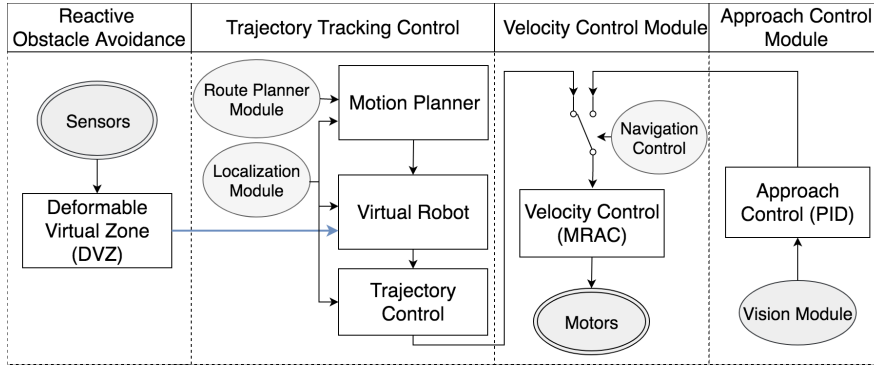 Reactive
Obstacle Avoidance
Trajectory Tracking Control
Velocity Control Module
Approach Control
Module
Sensors
Deformable
Virtual Zone
(DVZ)
Route Planner
Module
Localization
Module
Motion Planner
Virtual Robot
Trajectory
Control
Navigation
Control
Velocity Control
(MRAC)
Motors
Approach
Control (PID)
Vision Module